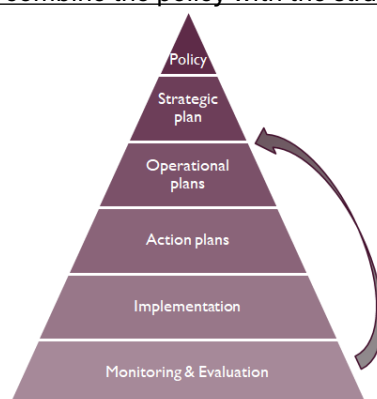 combine the policy with the stra
Policy
Strategic
plan
Operational
plans
Action plans
Implementation
Monitoring & Evaluation